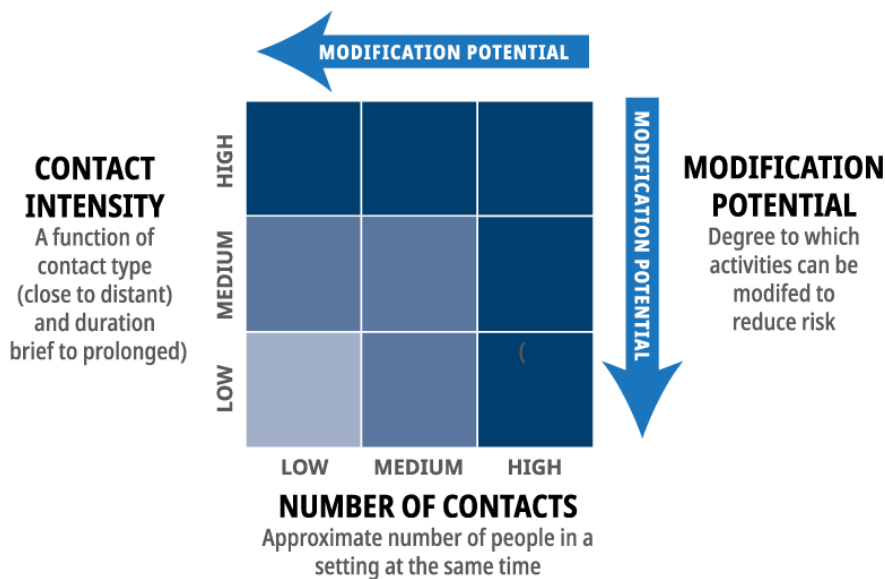 MODIFICATION POTENTIAL
CONTACT
INTENSITY
A function of
contact type
(close to distant)
and duration
brief to prolonged)
HIGH
MEDIUM
LOW
(
LOW MEDIUM HIGH
NUMBER OF CONTACTS
Approximate number of people in a
setting at the same time
MODIFICATION POTENTIAL
MODIFICATION
POTENTIAL
Degree to which
activities can be
modifed to
reduce risk